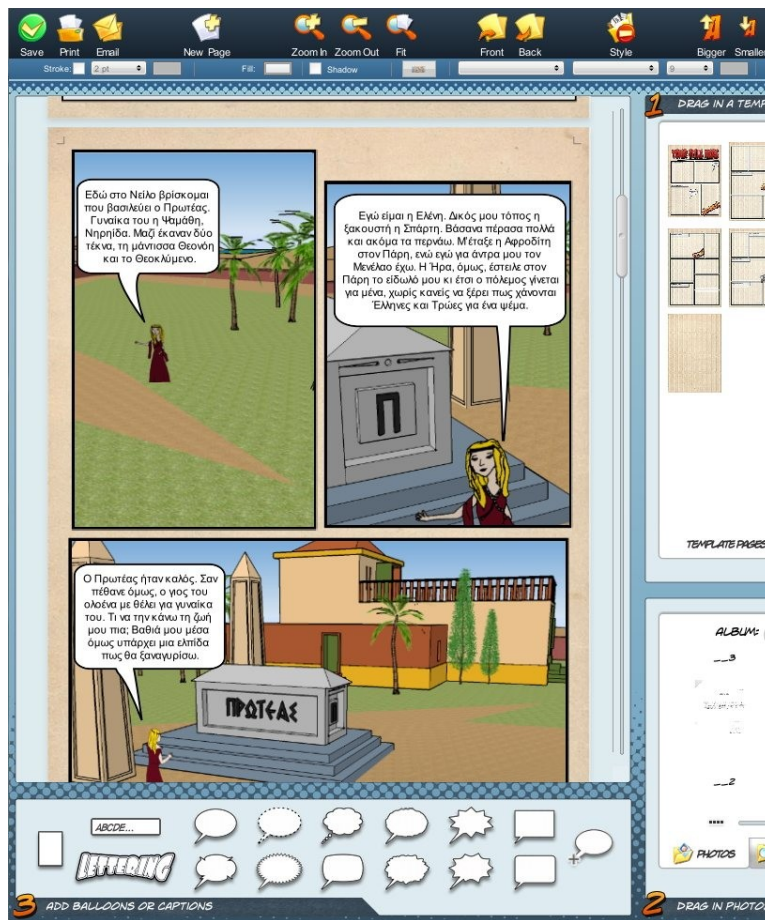 Save Print Email New Page Zoom In Zoom Out Fit Front Back Style Bigger Smaller
Stroke: 2 pt Fill: Shadow 9
1 DRAG IN A TEMP
Εδώ στο Νείλο βρίσκομαι
που βασιλεύει ο Πρωτέας.
Γυναίκα του η Ψαμάθη,
Νηρηίδα. Μαζί έκαναν δύο
τέκνα, τη μάντισσα Θεονόη
και το Θεοκλύμενο.
Εγώ είμαι η Ελένη. Δικός μου τόπος η
ξακουστή η Σπάρτη. Βάσανα πέρασα πολλά
και ακόμα τα περνάω. Μ'έταξε η Αφροδίτη
στον Πάρη, ενώ εγώ για άντρα μου τον
Μενέλαο έχω. Η Ήρα, όμως, έστειλε στον
Πάρη το είδωλό μου κι έτσι ο πόλεμος γίνεται
για μένα, χωρίς κανείς να ξέρει πως χάνονται
Έλληνες και Τρώες για ένα ψέμα.
Π
Ο Πρωτέας ήταν καλός. Σαν
πέθανε όμως, ο γιος του
ολοένα με θέλει για γυναίκα
του. Τι να την κάνω τη ζωή
μου πια; Βαθιά μου μέσα
όμως υπάρχει μια ελπίδα
πως θα ξαναγυρίσω.
ΠΡΩΤΕΑΣ
TEMPLATE PAGES
ALBUM:
__3
__2
PHOTOS
ABCDE...
LETTERING
3 ADD BALLOONS OR CAPTIONS
2 DRAG IN PHOTO